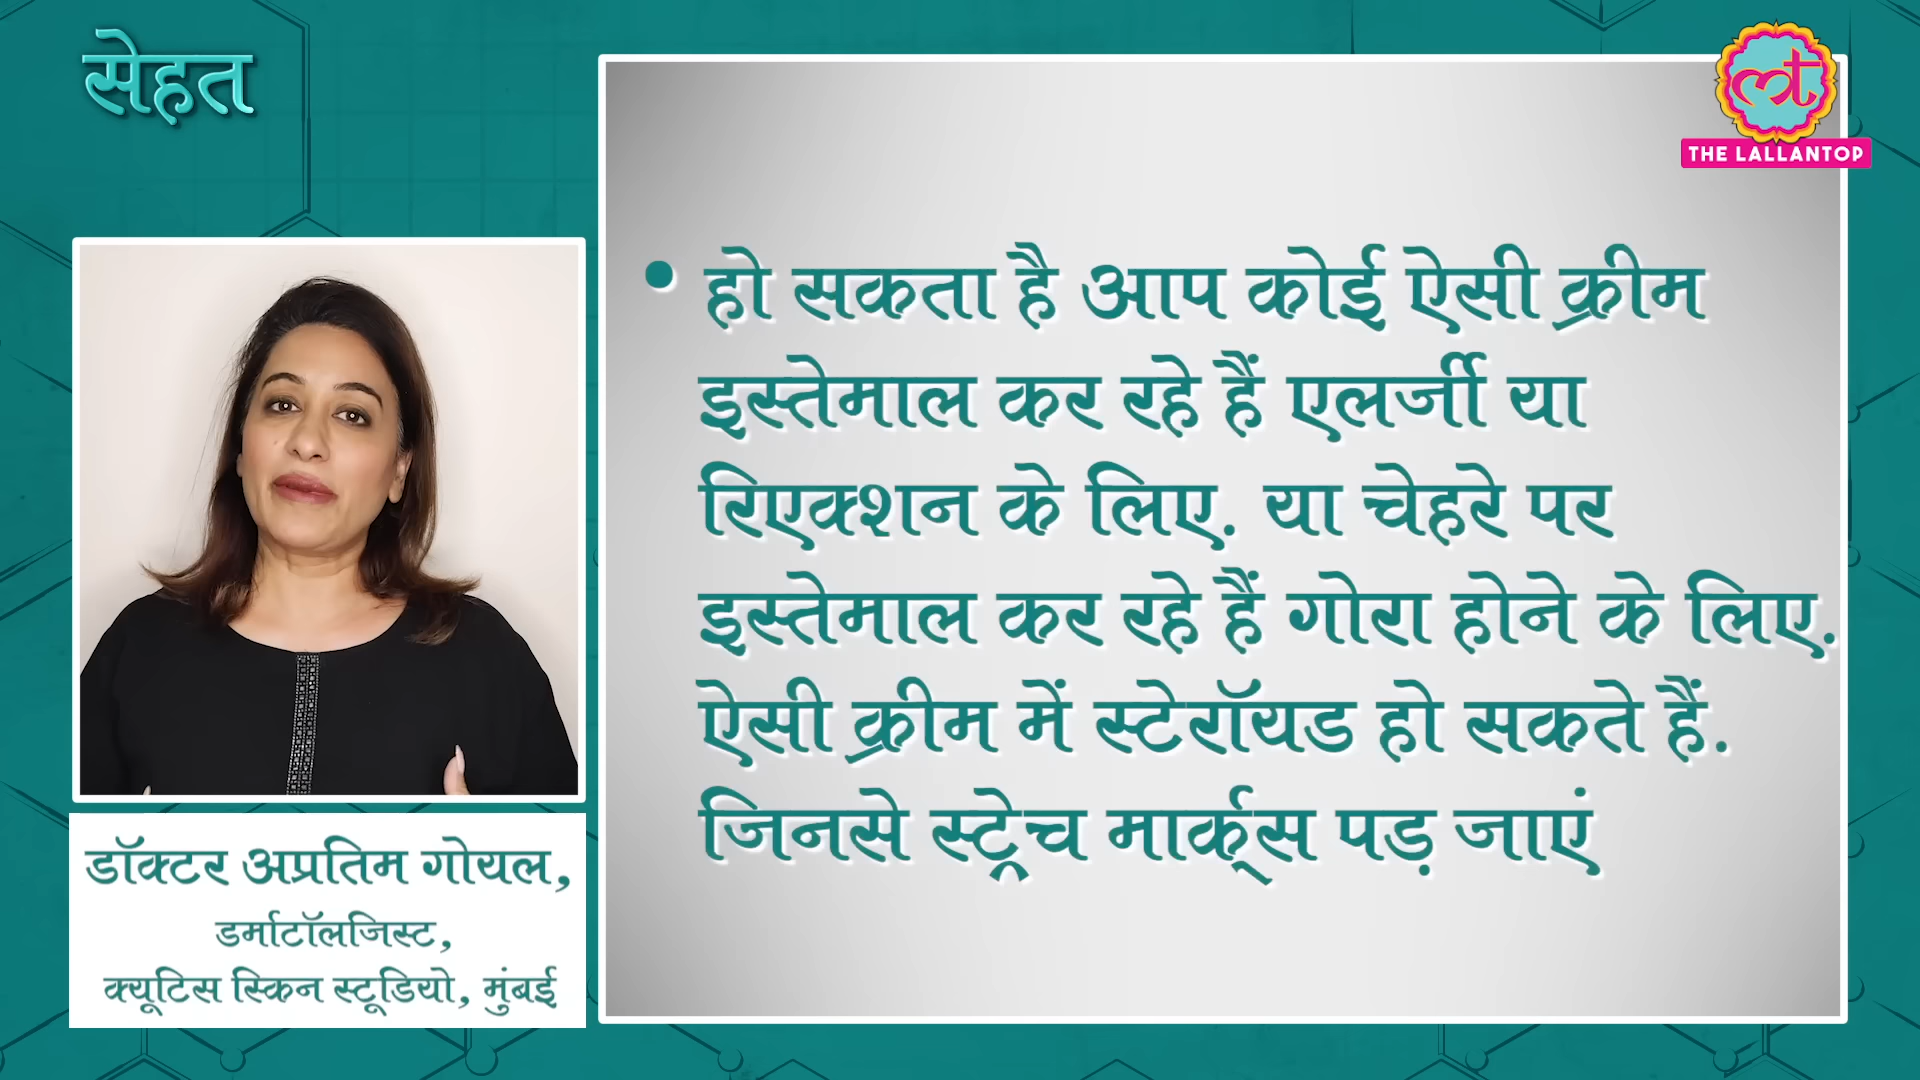 सेहत
THE LALLANTOP
• हो सकता है आप कोई ऐसी क्रीम
इस्तेमाल कर रहे हैं एलर्जी या
रिएक्शन के लिए. या चेहरे पर
इस्तेमाल कर रहे हैं गोरा होने के लिए.
ऐसी क्रीम में स्टेरॉयड हो सकते हैं.
जिनसे स्ट्रेच मार्क्स पड़ जाएं
डॉक्टर अप्रतिम गोयल,
डर्माटॉलजिस्ट,
क्यूटिस स्किन स्टूडियो, मुंबई